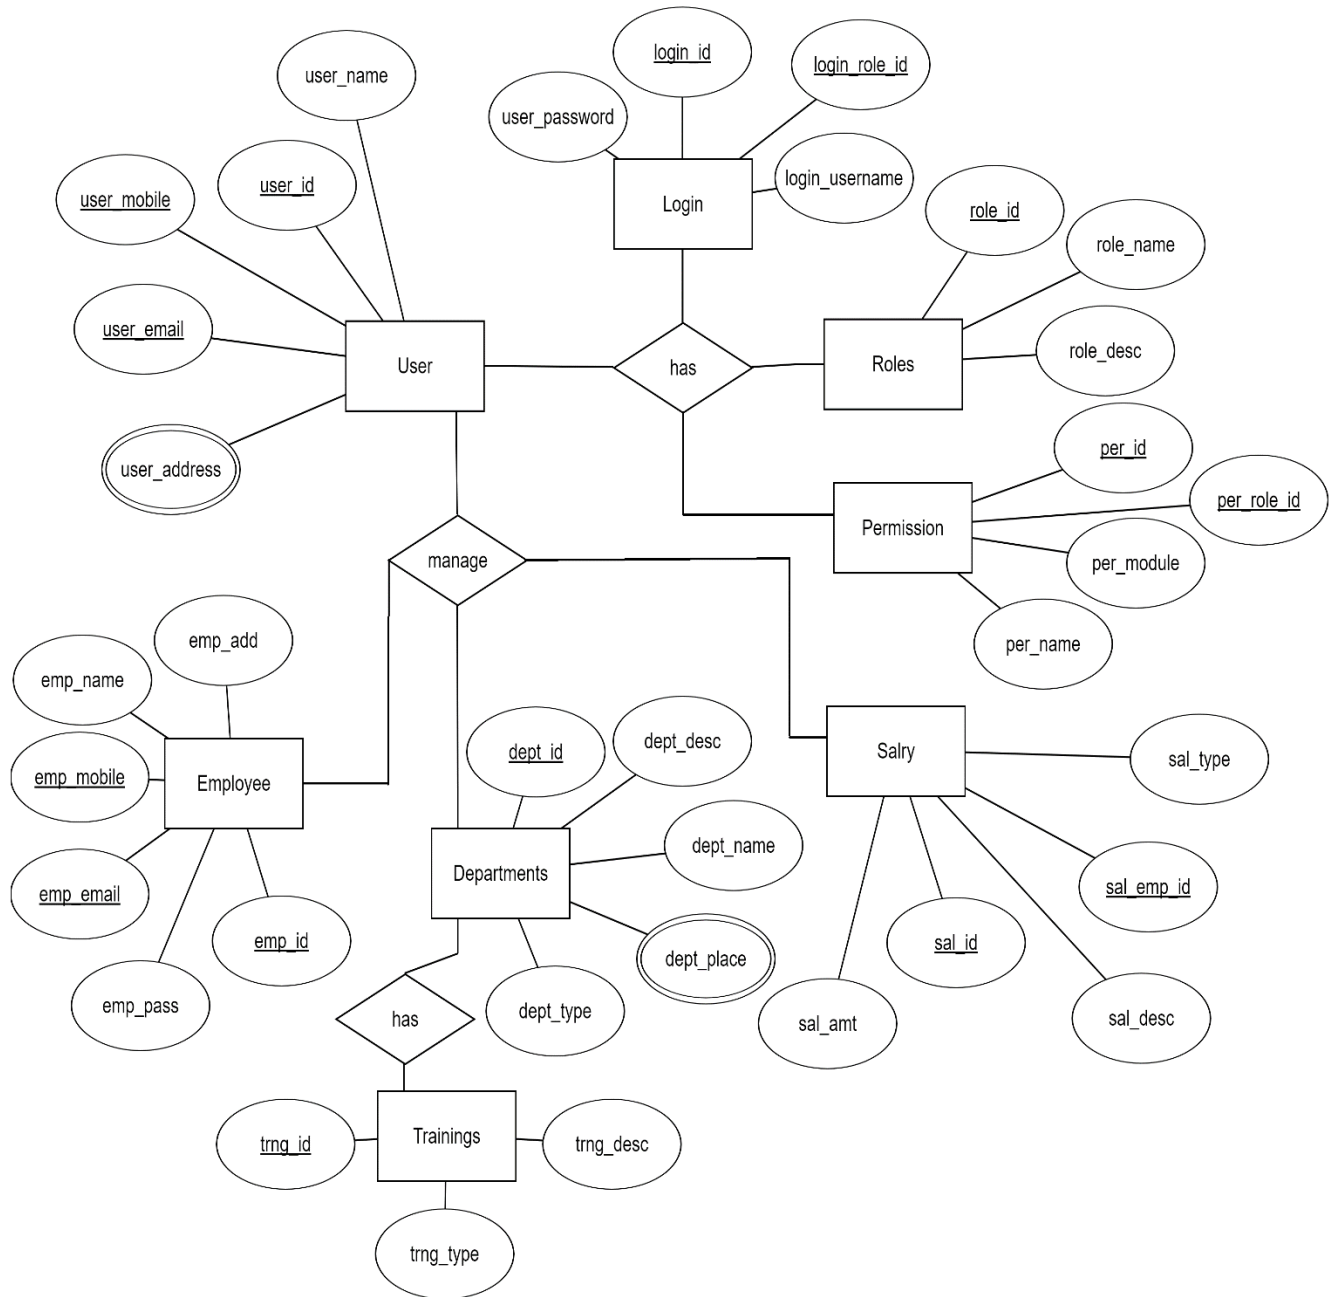 login_id
login_role_id
user_name
user_password
login_username
user_id
user_mobile
Login
role_id
role_name
user_email
role_desc
User
has
Roles
user_address
per_id
per_role_id
Permission
manage
per_module
per_name
emp_add
emp_name
dept_id
dept_desc
Salry
sal_type
emp_mobile
Employee
dept_name
Departments
emp_email
sal_emp_id
emp_id
sal_id
dept_place
emp_pass
dept_type
has
sal_amt
sal_desc
trng_id
Trainings
trng_desc
trng_type